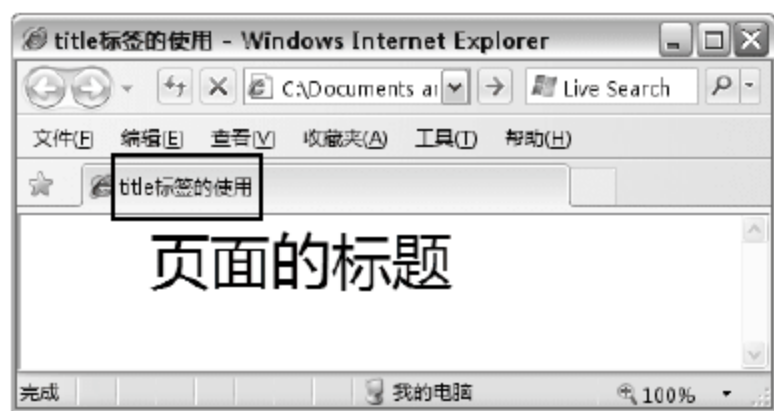 title标签的使用 - Windows Internet Explorer
C:\Documents ar Live Search
文件(F) 编辑(E) 查看(V) 收藏夹(A) 工具(T) 帮助(H)
title标签的使用
页面的标题
完成 我的电脑 100%